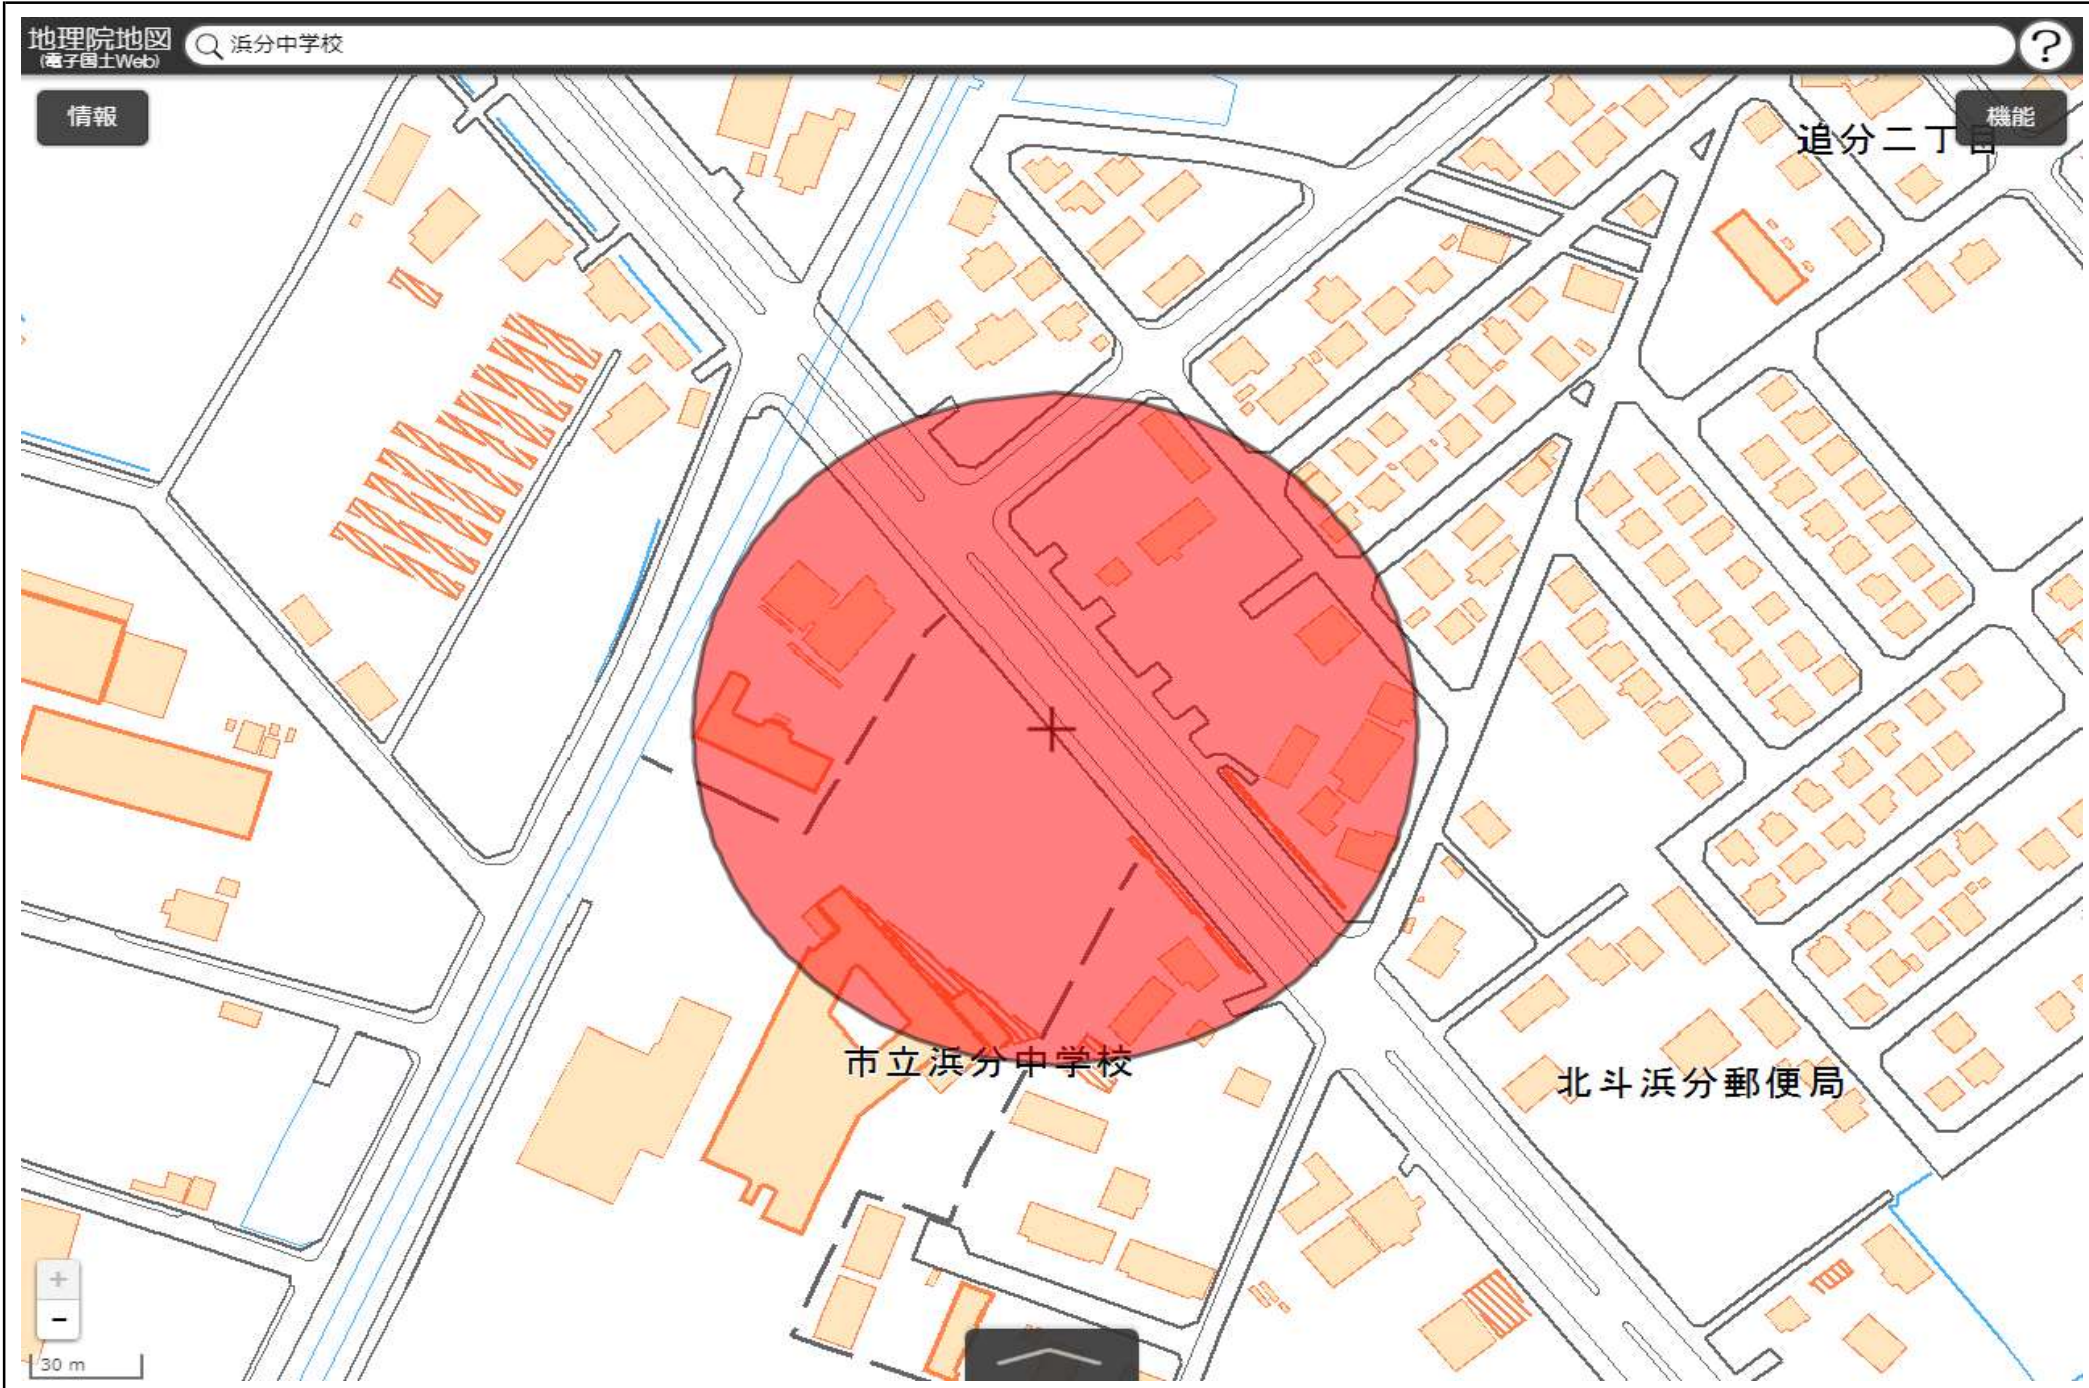 地理院地図
(電子国土Web)
浜分中学校
?
情報
機能
追分二丁目
市立浜分中学校
北斗浜分郵便局
+
-
30 m